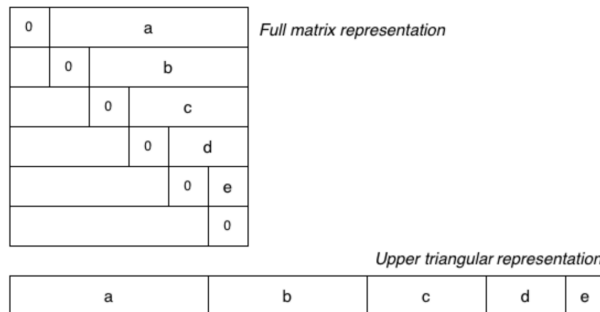 0 a Full matrix representation
0 b
0 c
0 d
0 e
0
Upper triangular representation
a b c d e